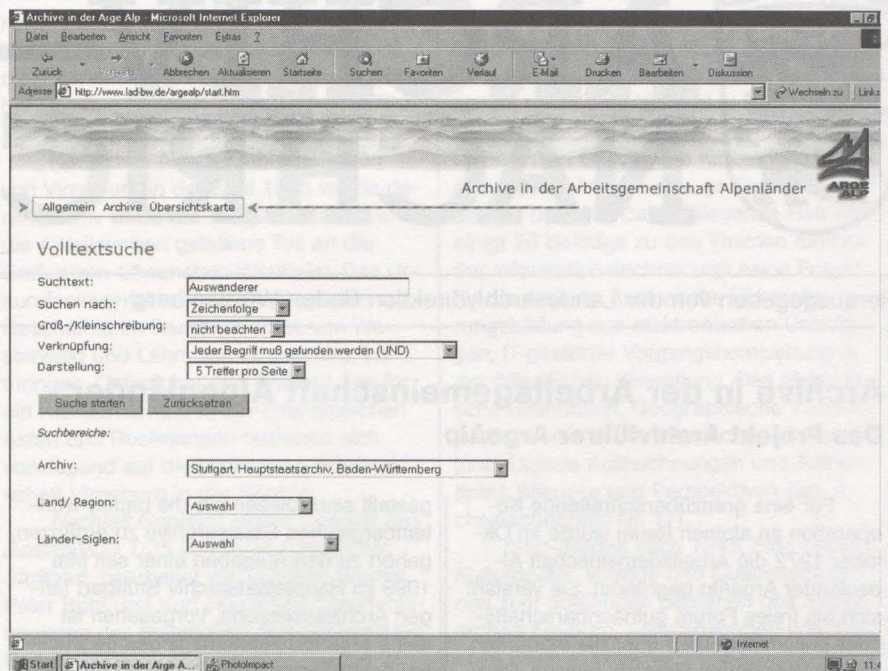 Archive in der Arge Alp - Microsoft Internet Explorer
Datei Bearbeiten Ansicht Favoriten Extras ?
Zurück Vorwärts Abbrechen Aktualisieren Startseite Suchen Favoriten Verlauf E-Mail Drucken Bearbeiten Diskussion
Adresse http://www.lad-bw.de/argealp/start.htm Wechseln zu Links
Archive in der Arbeitsgemeinschaft Alpenländer
ARGE ALP
Allgemein Archive Übersichtskarte
Volltextsuche
Suchtext: Auswanderer
Suchen nach: Zeichenfolge
Groß-/Kleinschreibung: nicht beachten
Verknüpfung: Jeder Begriff muß gefunden werden (UND)
Darstellung: 5 Treffer pro Seite
Suche starten Zurücksetzen
Suchbereiche:
Archiv: Stuttgart, Hauptstaatsarchiv, Baden-Württemberg
Land/ Region: Auswahl
Länder-Siglen: Auswahl
Internet
Start Archive in der Arge A... PhotoImpact